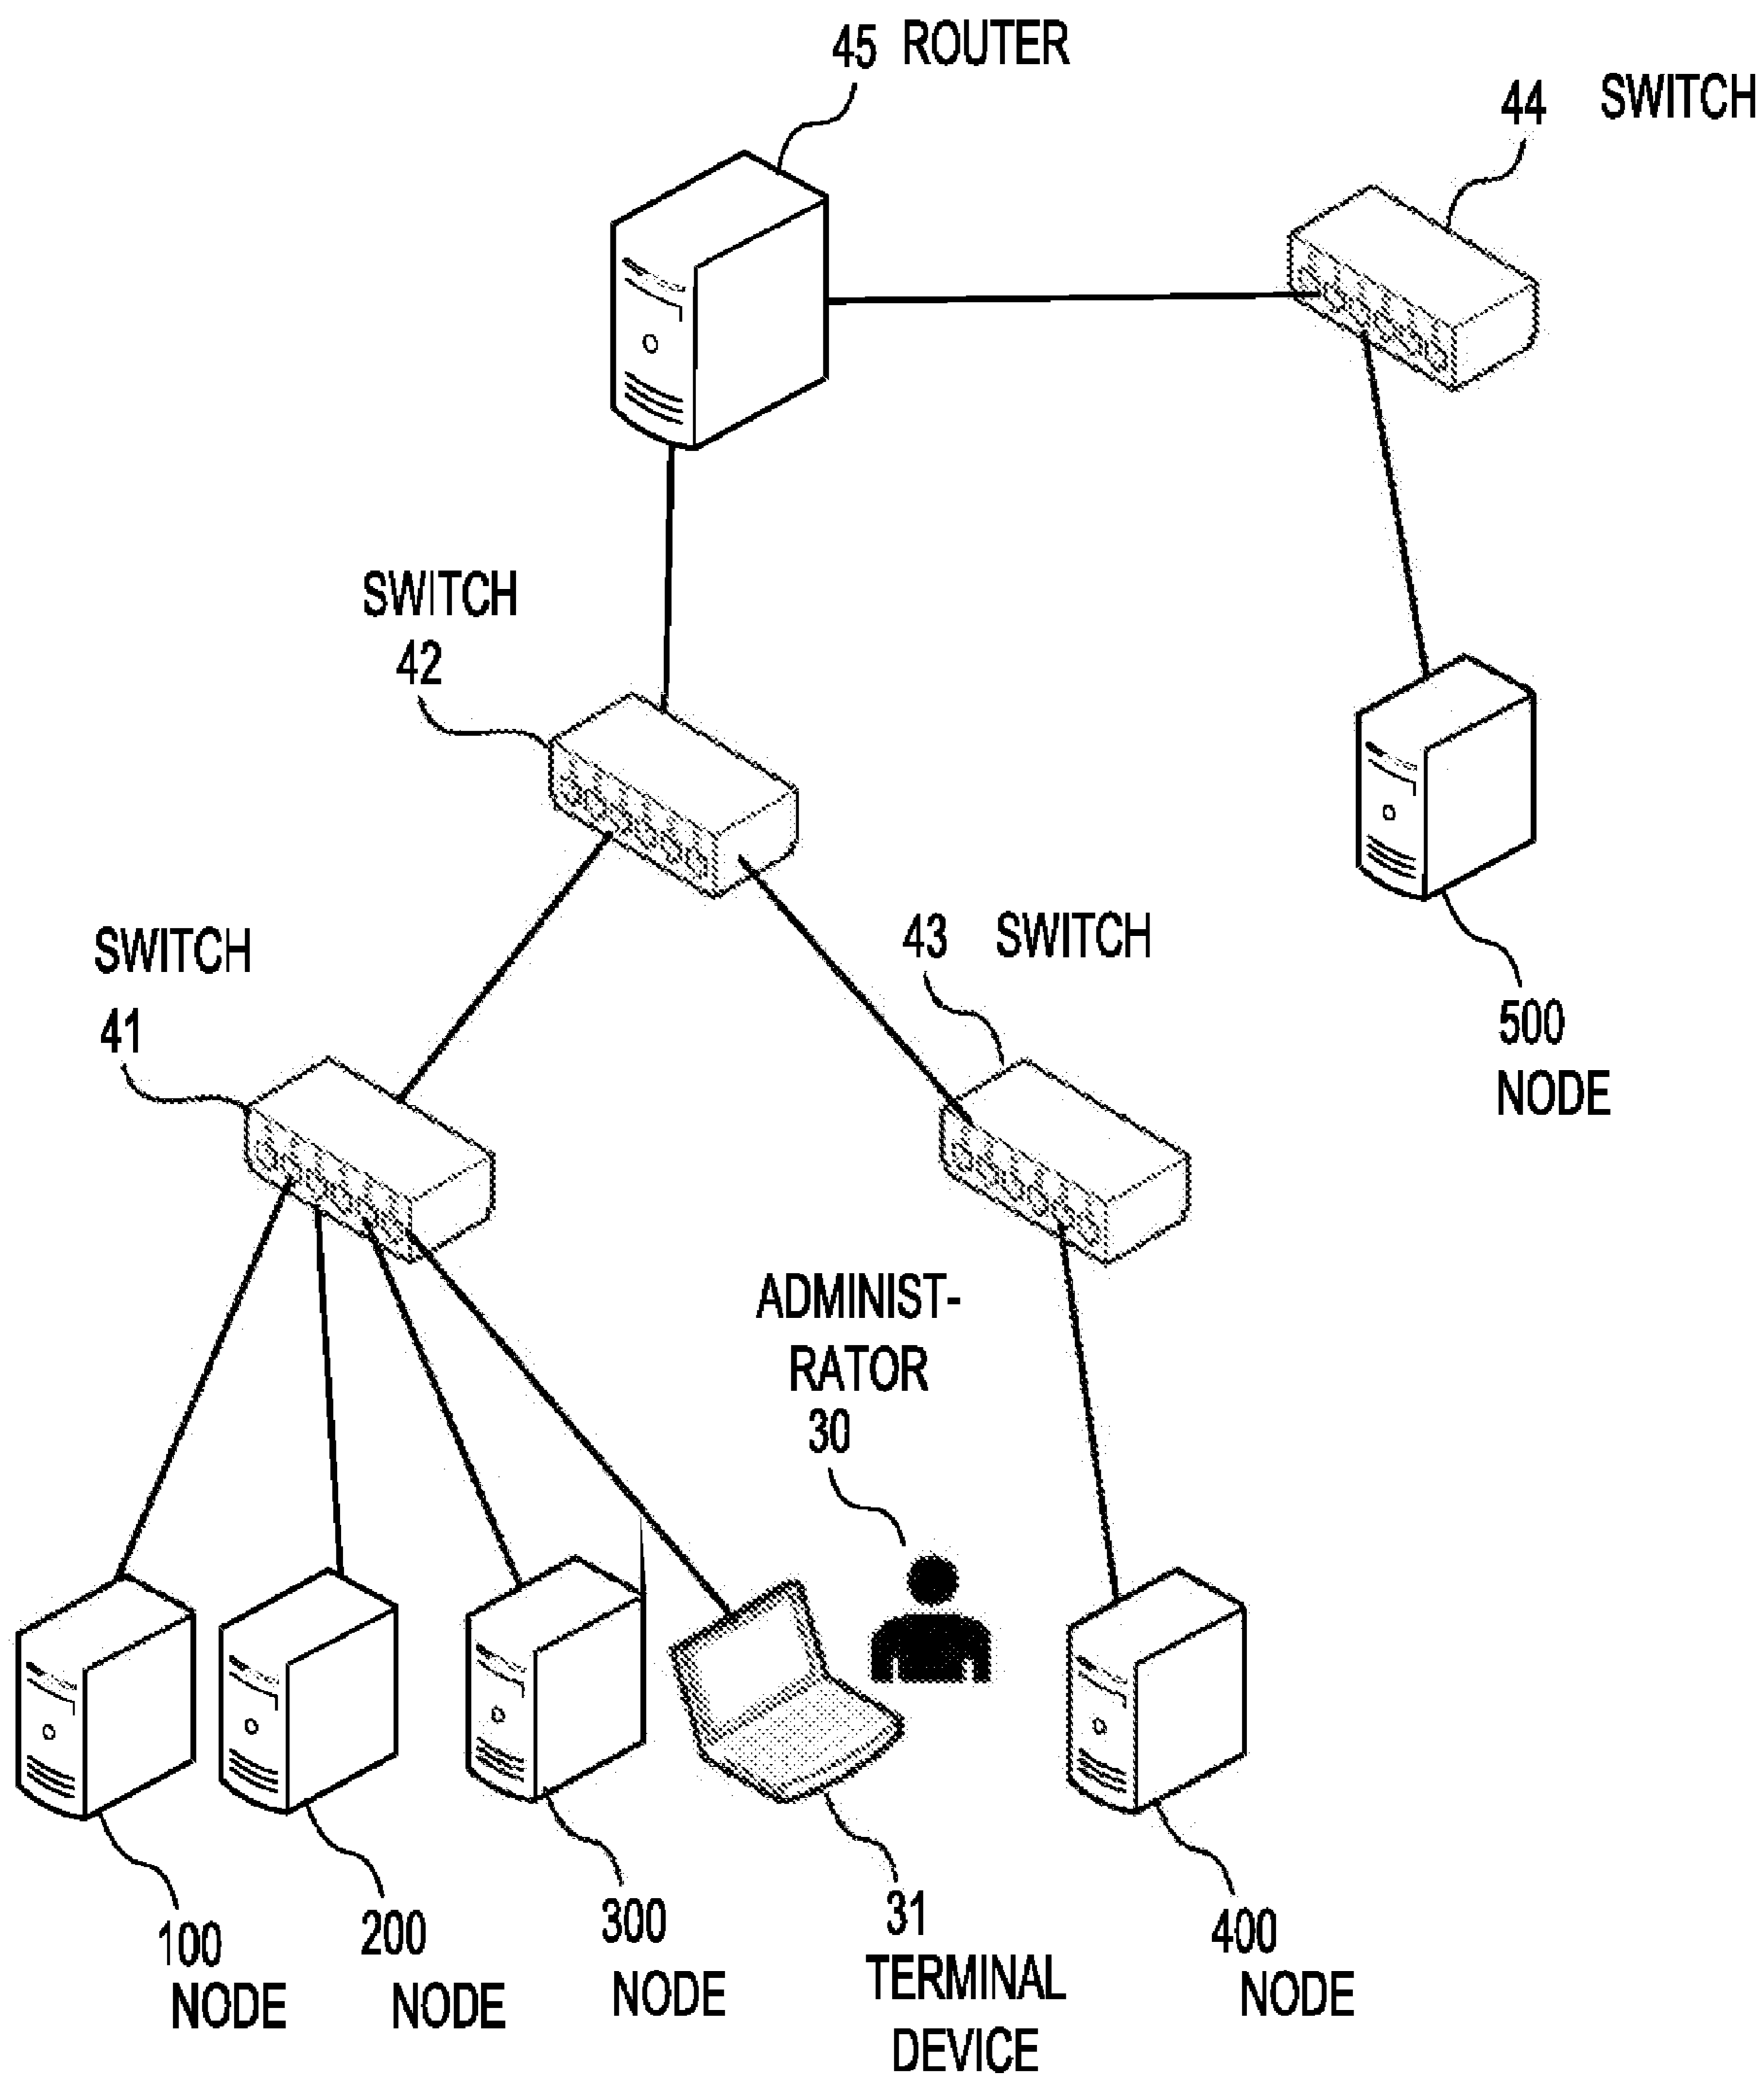 45 ROUTER
44 SWITCH
SWITCH
42
SWITCH
41
43 SWITCH
500
NODE
ADMINIST-
RATOR
30
100
NODE
200
NODE
300
NODE
31
TERMINAL
DEVICE
400
NODE